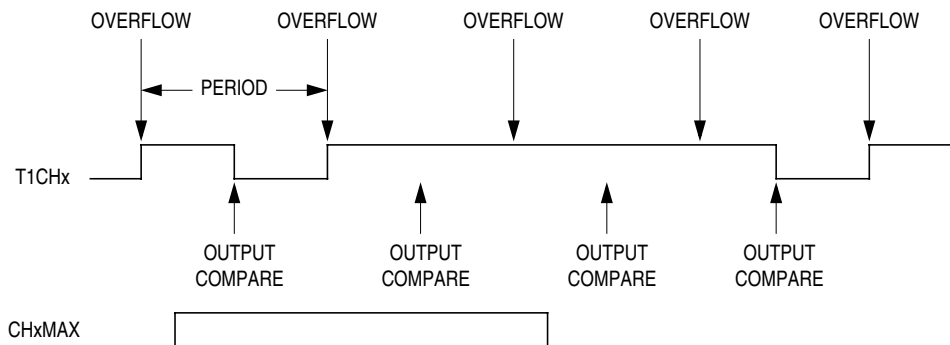 OVERFLOW OVERFLOW OVERFLOW OVERFLOW OVERFLOW
PERIOD
T1CHx
OUTPUT COMPARE
OUTPUT COMPARE
OUTPUT COMPARE
OUTPUT COMPARE
CHxMAX